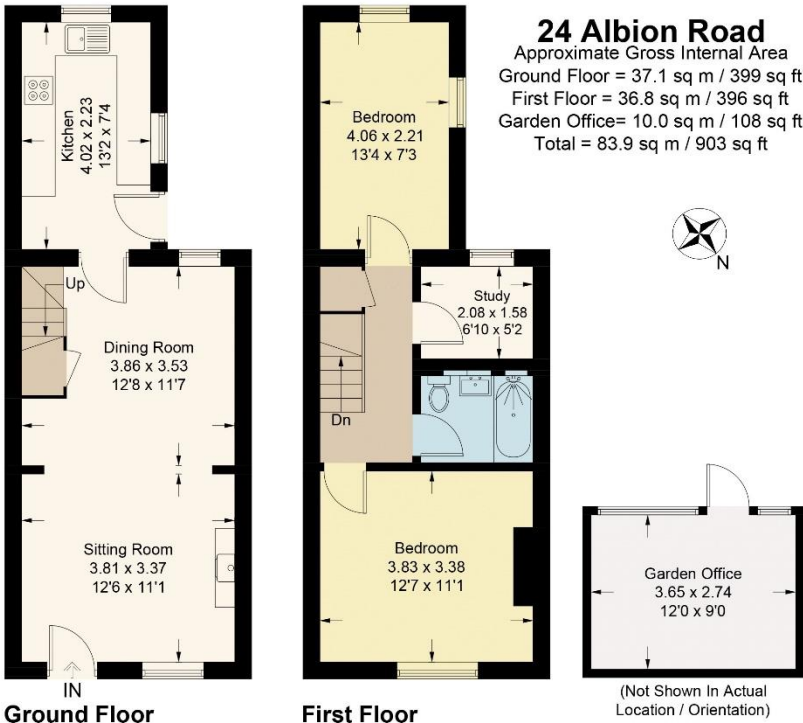 24 Albion Road
Approximate Gross Internal Area
Ground Floor = 37.1 sq m / 399 sq ft
First Floor = 36.8 sq m / 396 sq ft
Garden Office= 10.0 sq m / 108 sq ft
Total = 83.9 sq m / 903 sq ft
N
Kitchen
4.02 x 2.23
13'2 x 7'4
Up
Dining Room
3.86 x 3.53
12'8 x 11'7
Sitting Room
3.81 x 3.37
12'6 x 11'1
IN
Ground Floor
Bedroom
4.06 x 2.21
13'4 x 7'3
Study
2.08 x 1.58
6'10 x 5'2
Dn
Bedroom
3.83 x 3.38
12'7 x 11'1
First Floor
Garden Office
3.65 x 2.74
12'0 x 9'0
(Not Shown In Actual
Location / Orientation)